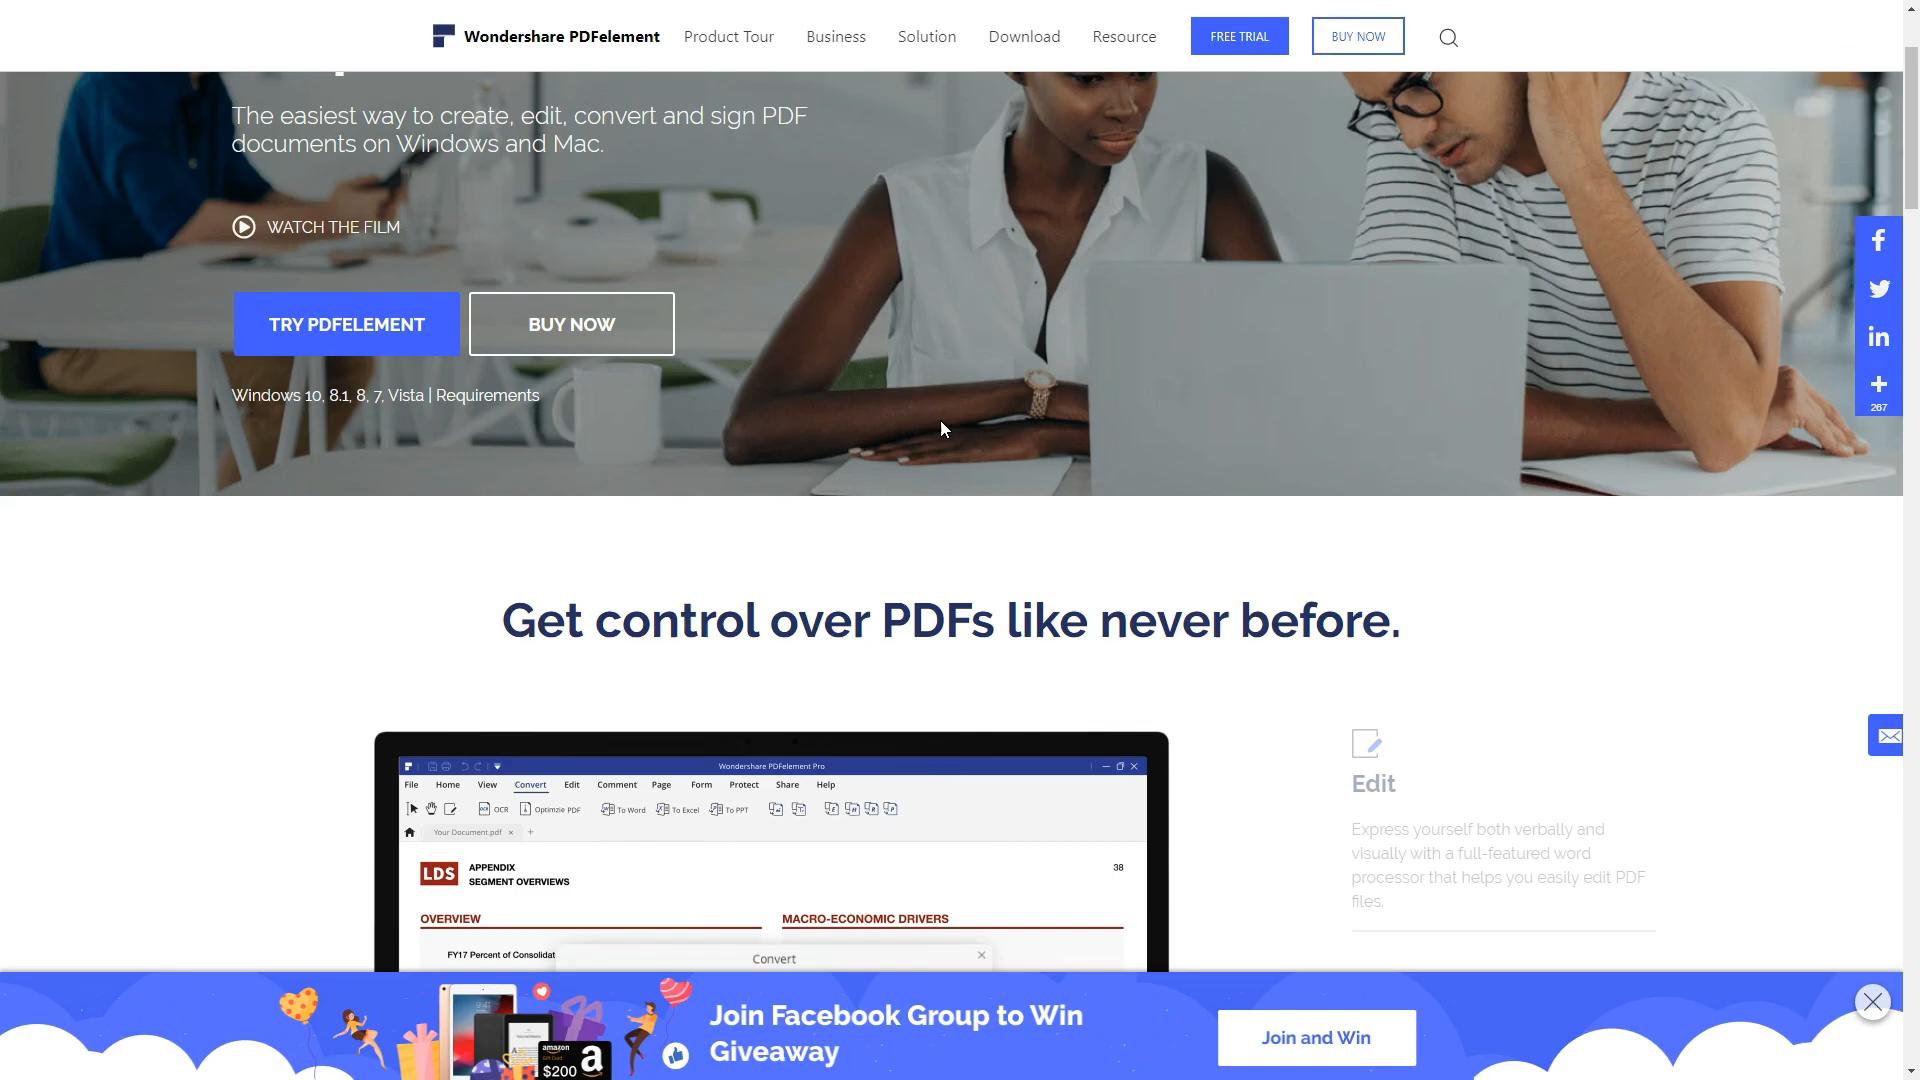 Wondershare PDFelement Product Tour Business Solution Download Resource FREE TRIAL BUY NOW
The easiest way to create, edit, convert and sign PDF
documents on Windows and Mac.
WATCH THE FILM
TRY PDFELEMENT BUY NOW
Windows 10, 8.1, 8, 7, Vista | Requirements
267
Get control over PDFs like never before.
Wondershare PDFelement Pro
File Home View Convert Edit Comment Page Form Protect Share Help
OCR Optimzie PDF To Word To Excel To PPT
Your Document.pdf
LDS APPENDIX
SEGMENT OVERVIEWS
38
OVERVIEW MACRO-ECONOMIC DRIVERS
FY17 Percent of Consolidat
Convert
Edit
Express yourself both verbally and
visually with a full-featured word
processor that helps you easily edit PDF
files.
Join Facebook Group to Win
Giveaway
Join and Win
amazon
$200